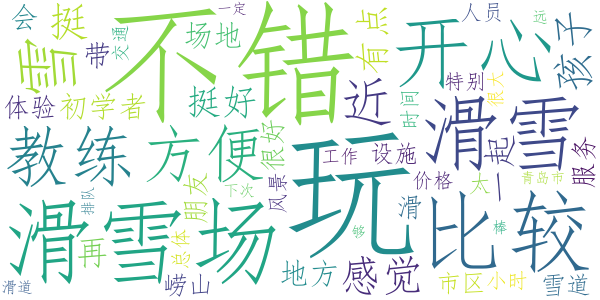 会
挺
雪
不错
一定
交通
带
场地
有点
开心
人员
远
孩子
体验
初学者
挺好
很好
近
时间
特别
很大
滑雪
起
服务
教练
方便
玩
工作
设施
价格
太
一
青岛市
比较
滑雪场
排队
再
朋友
总体
下次
风景
滑
够
棒
滑道
崂山
地方
感觉
市区
小时
雪道